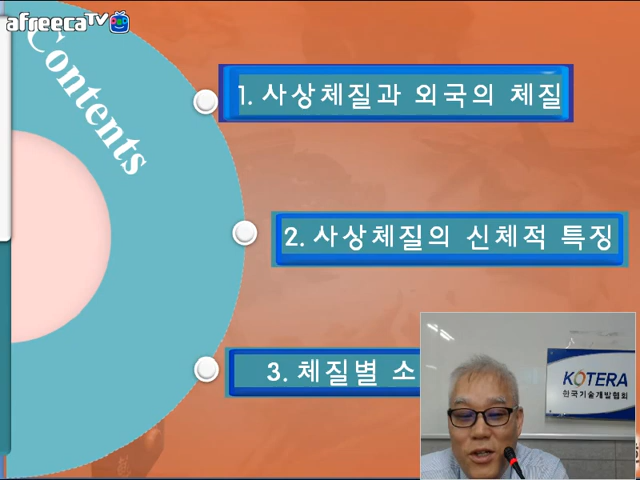 afreecaTV
Contents
1. 사상체질과 외국의 체질
2. 사상체질의 신체적 특징
3. 체질별 소
KOTERA
한국기술개발협회